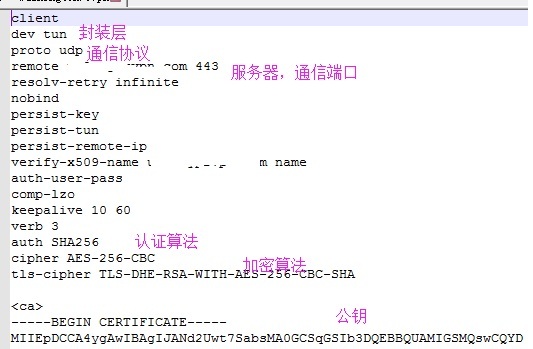 client
dev tun 封装层
proto udp 通信协议
remote com 443 服务器，通信端口
resolv-retry infinite
nobind
persist-key
persist-tun
persist-remote-ip
verify-x509-name name
auth-user-pass
comp-lzo
keepalive 10 60
verb 3
auth SHA256 认证算法
cipher AES-256-CBC 加密算法
tls-cipher TLS-DHE-RSA-WITH-AES-256-CBC-SHA
<ca> 公钥
-----BEGIN CERTIFICATE-----
MIIEpDCCA4ygAwIBAgIJANd2Uwt7SabsMA0GCSqGSIb3DQEBBQUAMIGSMQswCQYD